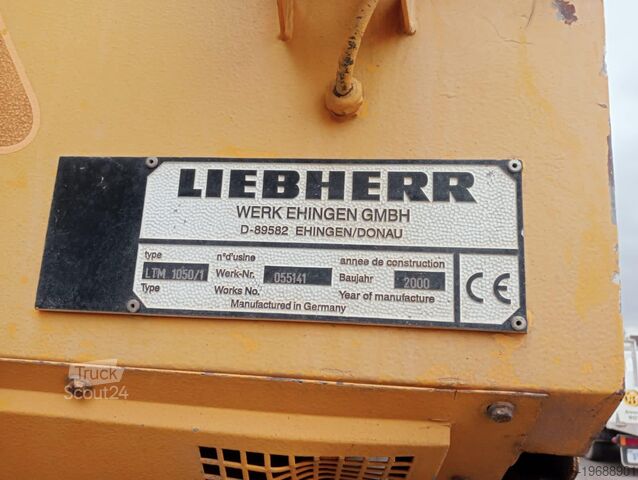 LIEBHERR
WERK EHINGEN GMBH
D-89582 EHINGEN/DONAU
type n°d'usine annee de construction
LTM 1050/1 Werk-Nr. 055141 Baujahr 2000
Type Works No. Year of manufacture
Manufactured in Germany
CE
Truck
Scout24